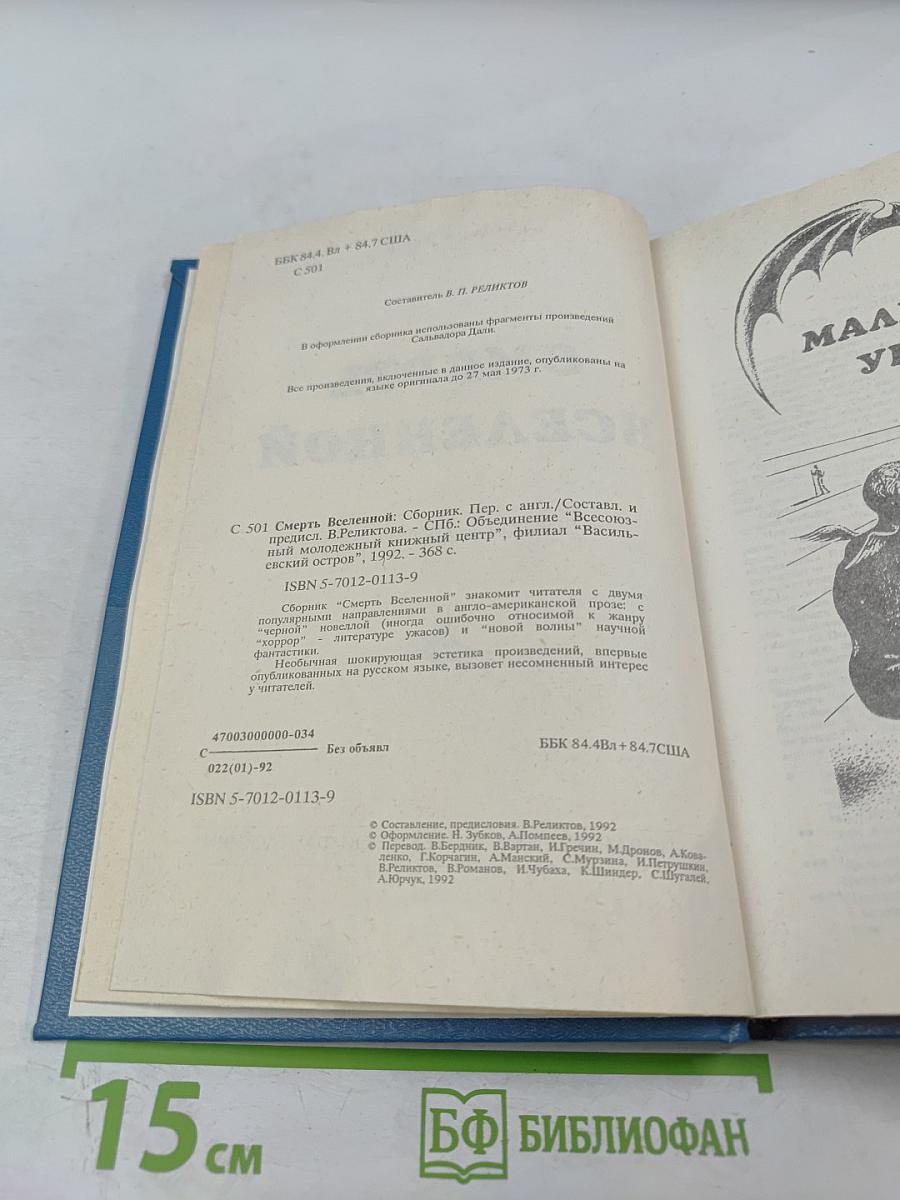 ББК 84.4. Вл + 84.7 США
С 501
Составитель В. П. РЕЛИКТОВ
В оформлении сборника использованы фрагменты произведений
Сальвадора Дали.
Все произведения, включенные в данное издание, опубликованы на
языке оригинала до 27 мая 1973 г.
С 501 Смерть Вселенной: Сборник. Пер. с англ./Составл. и
предисл. В.Реликтова. - СПб.: Объединение "Всесоюз-
ный молодежный книжный центр", филиал "Василь-
евский остров", 1992. - 368 с.
ISBN 5-7012-0113-9
Сборник "Смерть Вселенной" знакомит читателя с двумя
популярными направлениями в англо-американской прозе: с
"черной" новеллой (иногда ошибочно относимой к жанру
"хоррор" - литературе ужасов) и "новой волны" научной
фантастики.
Необычная шокирующая эстетика произведений, впервые
опубликованных на русском языке, вызовет несомненный интерес
у читателей.
47003000000-034
С Без объявл
022(01)-92
ББК 84.4Вл + 84.7США
ISBN 5-7012-0113-9
© Составление, предисловия. В.Реликтов, 1992
© Оформление. Н. Зубков, А.Помпеев, 1992
© Перевод. В.Бердник, В.Вартан, И.Гречин, М.Дронов, А.Кова-
ленко, Г.Корчагин, А.Манский, С.Мурзина, И.Петрушкин,
В.Реликтов, В.Романов, И.Чубаха, К.Шиндер, С.Шугалей,
А.Юрчук, 1992
МАЛ
15 см
БФ БИБЛИОФАН